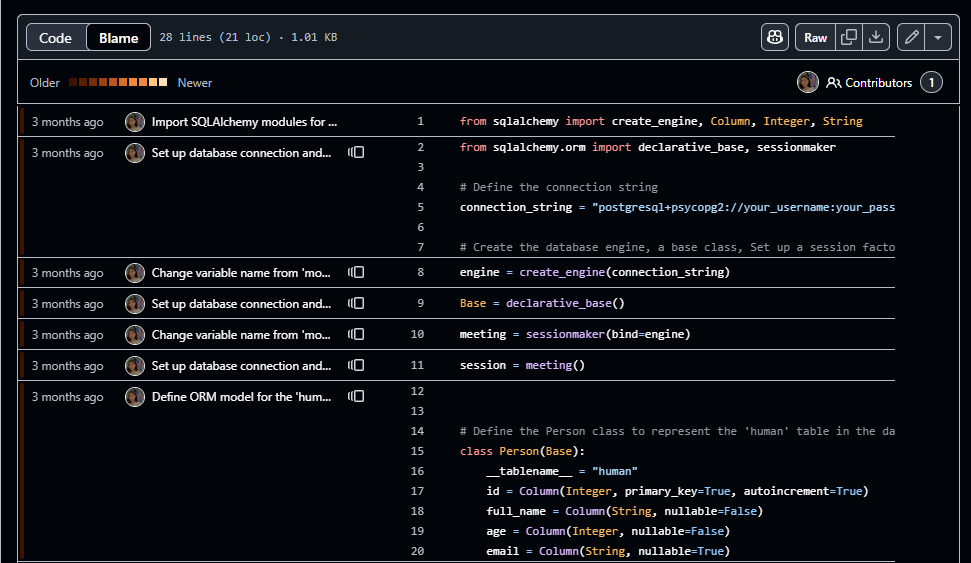 Code Blame 28 lines (21 loc) · 1.01 KB Raw
Older Newer Contributors 1
3 months ago Import SQLAlchemy modules for ... 1 from sqlalchemy import create_engine, Column, Integer, String
3 months ago Set up database connection and... 2 from sqlalchemy.orm import declarative_base, sessionmaker
3
4 # Define the connection string
5 connection_string = "postgresql+psycopg2://your_username:your_pass
6
7 # Create the database engine, a base class, Set up a session facto
3 months ago Change variable name from 'mo... 8 engine = create_engine(connection_string)
3 months ago Set up database connection and... 9 Base = declarative_base()
3 months ago Change variable name from 'mo... 10 meeting = sessionmaker(bind=engine)
3 months ago Set up database connection and... 11 session = meeting()
3 months ago Define ORM model for the 'hum... 12
13
14 # Define the Person class to represent the 'human' table in the da
15 class Person(Base):
16 __tablename__ = "human"
17 id = Column(Integer, primary_key=True, autoincrement=True)
18 full_name = Column(String, nullable=False)
19 age = Column(Integer, nullable=False)
20 email = Column(String, nullable=True)